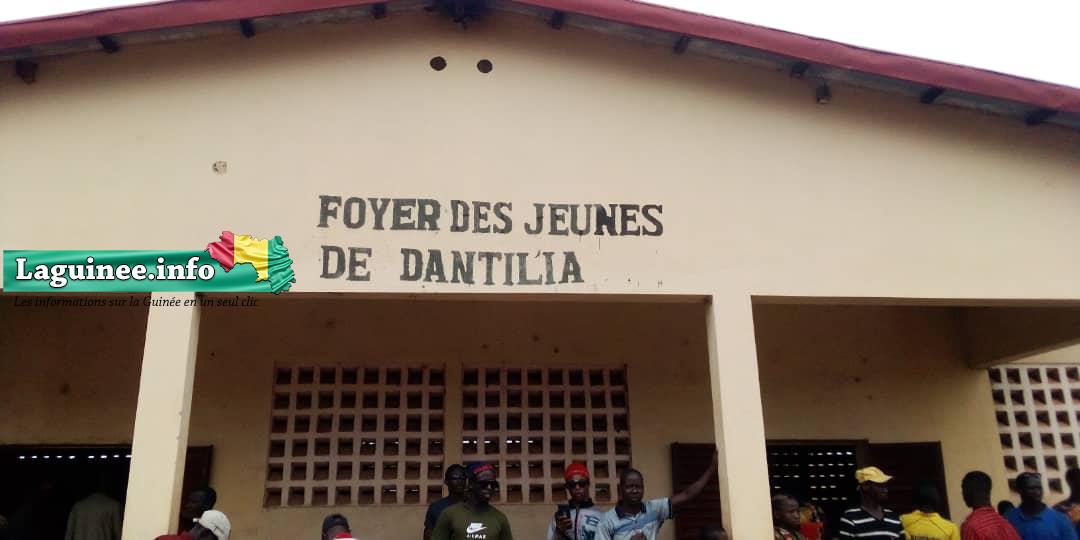 FOYER DES JEUNES
DE DANTILIA
Laguinee.info
Les informations sur la Guinée en un seul clic